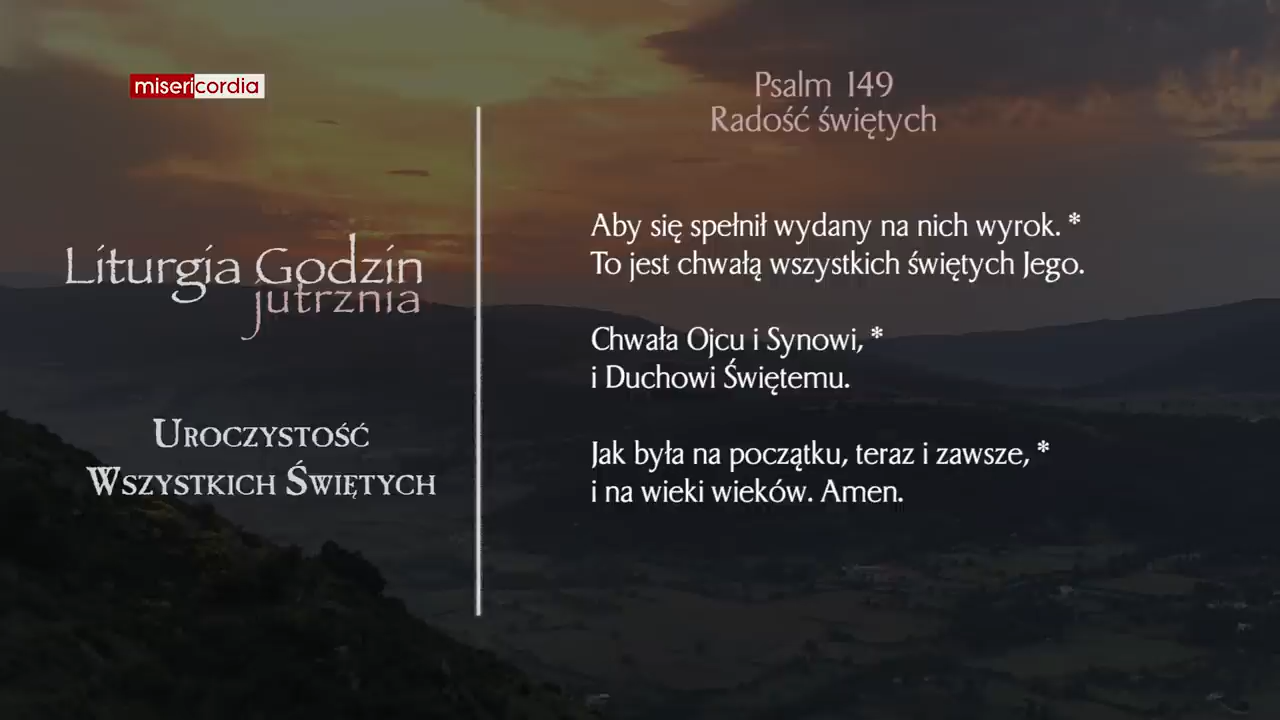 misericordia
Liturgia Godzin
jutrznia
Uroczystość
Wszystkich Świętych
Psalm 149
Radość świętych
Aby się spełnił wydany na nich wyrok. *
To jest chwałą wszystkich świętych Jego.
Chwała Ojcu i Synowi, *
i Duchowi Świętemu.
Jak była na początku, teraz i zawsze, *
i na wieki wieków. Amen.